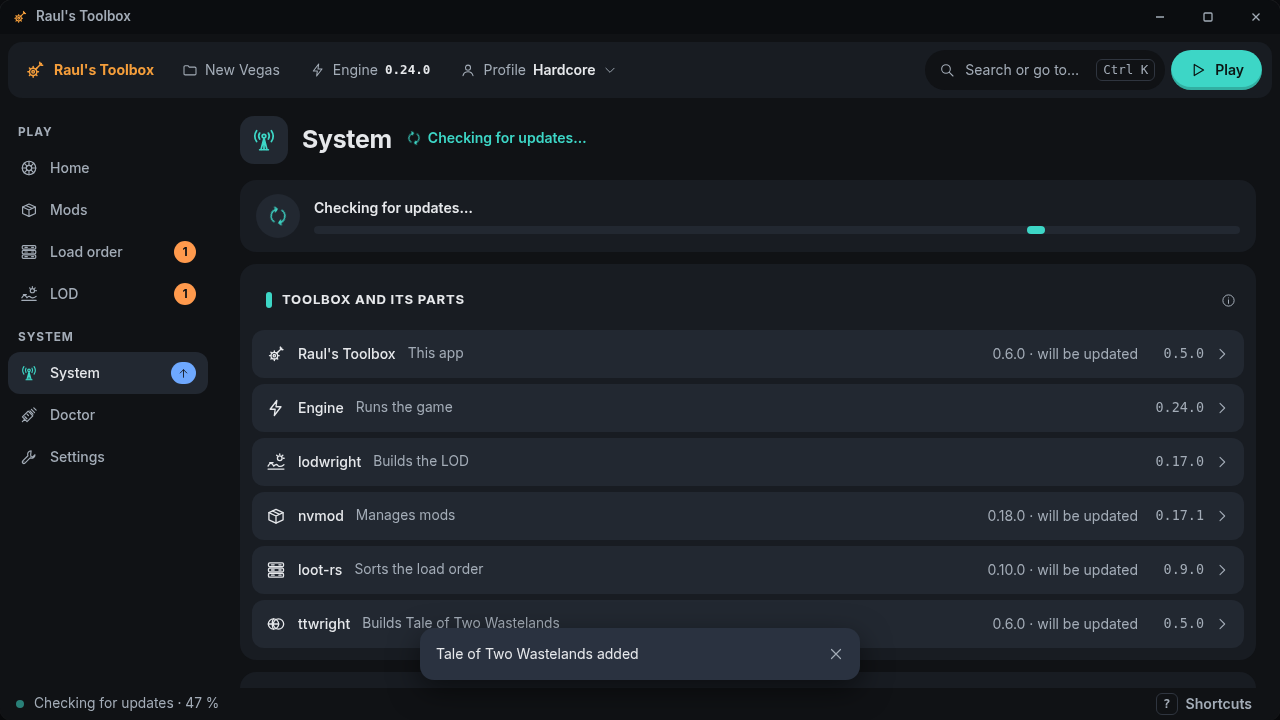 Raul's Toolbox
Raul's Toolbox
New Vegas
Engine 0.24.0
Profile Hardcore
Search or go to...
Ctrl K
Play
PLAY
Home
Mods
Load order 1
LOD 1
SYSTEM
System
Doctor
Settings
System
Checking for updates...
Checking for updates...
TOOLBOX AND ITS PARTS
Raul's Toolbox This app 0.6.0 · will be updated 0.5.0
Engine Runs the game 0.24.0
lodwright Builds the LOD 0.17.0
nvmod Manages mods 0.18.0 · will be updated 0.17.1
loot-rs Sorts the load order 0.10.0 · will be updated 0.9.0
ttwright Builds Tale of Two Wastelands 0.6.0 · will be updated 0.5.0
Tale of Two Wastelands added
Checking for updates · 47 %
? Shortcuts